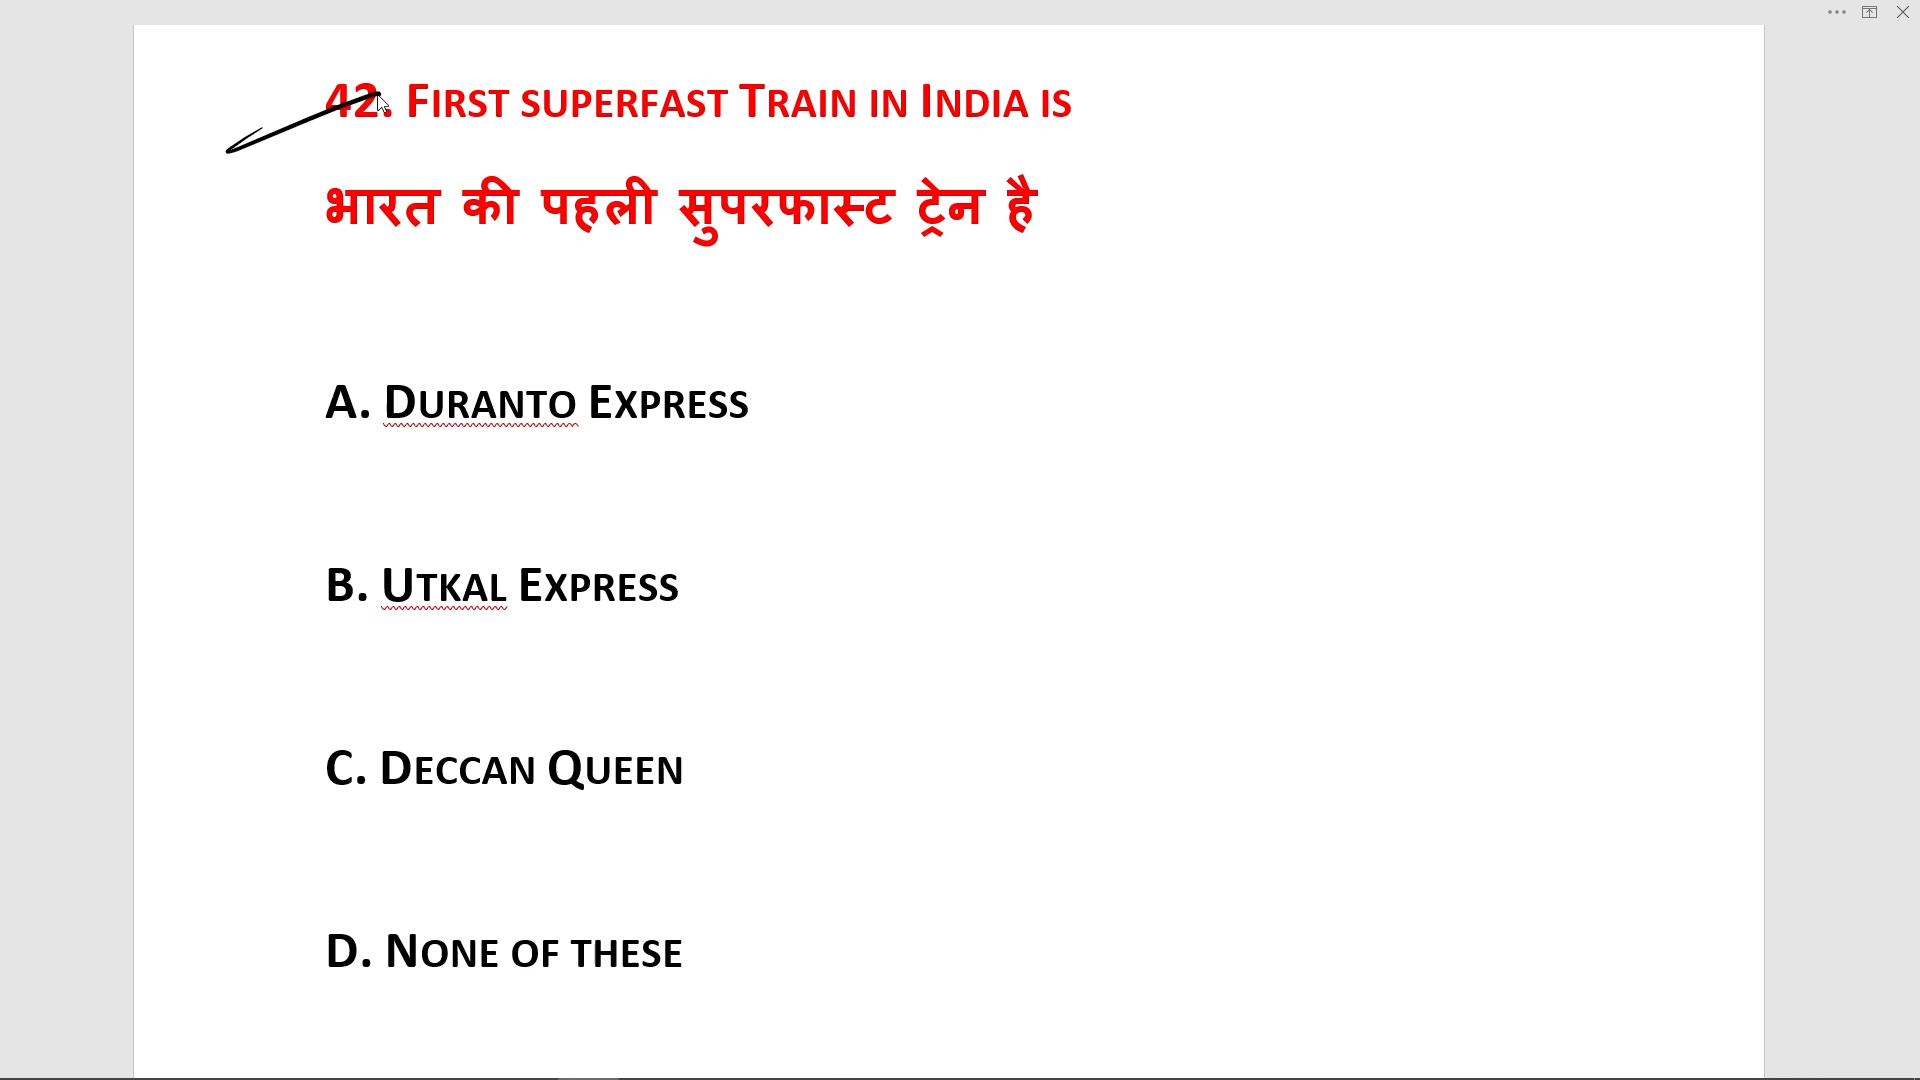 42. First superfast Train in India is
भारत की पहली सुपरफास्ट ट्रेन है
A. Duranto Express
B. Utkal Express
C. Deccan Queen
D. None of these